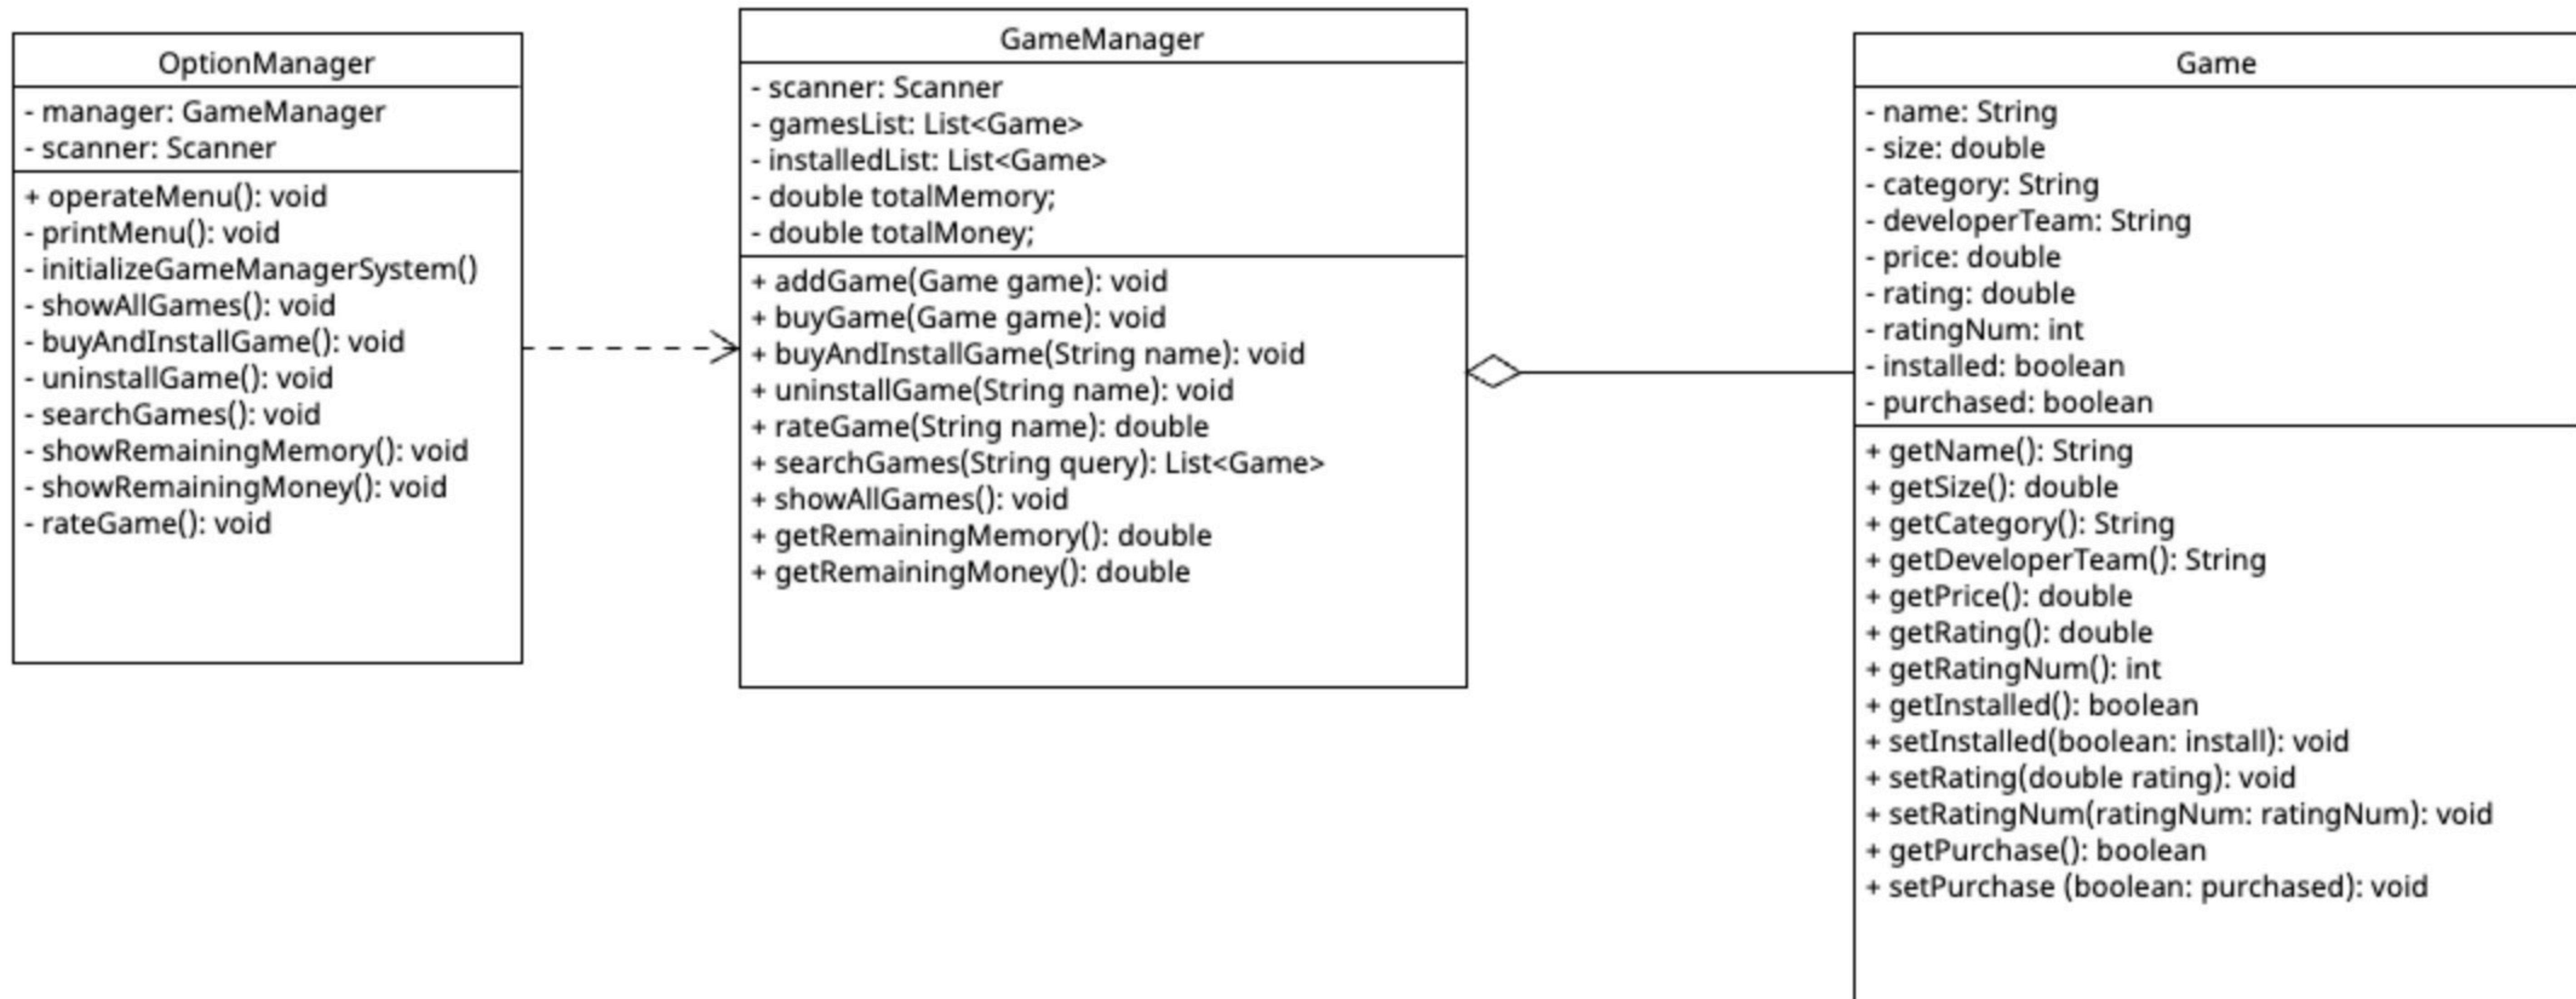 OptionManager
- manager: GameManager
- scanner: Scanner
+ operateMenu(): void
- printMenu(): void
- initializeGameManagerSystem()
- showAllGames(): void
- buyAndInstallGame(): void
- uninstallGame(): void
- searchGames(): void
- showRemainingMemory(): void
- showRemainingMoney(): void
- rateGame(): void
GameManager
- scanner: Scanner
- gamesList: List<Game>
- installedList: List<Game>
- double totalMemory;
- double totalMoney;
+ addGame(Game game): void
+ buyGame(Game game): void
+ buyAndInstallGame(String name): void
+ uninstallGame(String name): void
+ rateGame(String name): double
+ searchGames(String query): List<Game>
+ showAllGames(): void
+ getRemainingMemory(): double
+ getRemainingMoney(): double
Game
- name: String
- size: double
- category: String
- developerTeam: String
- price: double
- rating: double
- ratingNum: int
- installed: boolean
- purchased: boolean
+ getName(): String
+ getSize(): double
+ getCategory(): String
+ getDeveloperTeam(): String
+ getPrice(): double
+ getRating(): double
+ getRatingNum(): int
+ getInstalled(): boolean
+ setInstalled(boolean: install): void
+ setRating(double rating): void
+ setRatingNum(ratingNum: ratingNum): void
+ getPurchase(): boolean
+ setPurchase (boolean: purchased): void